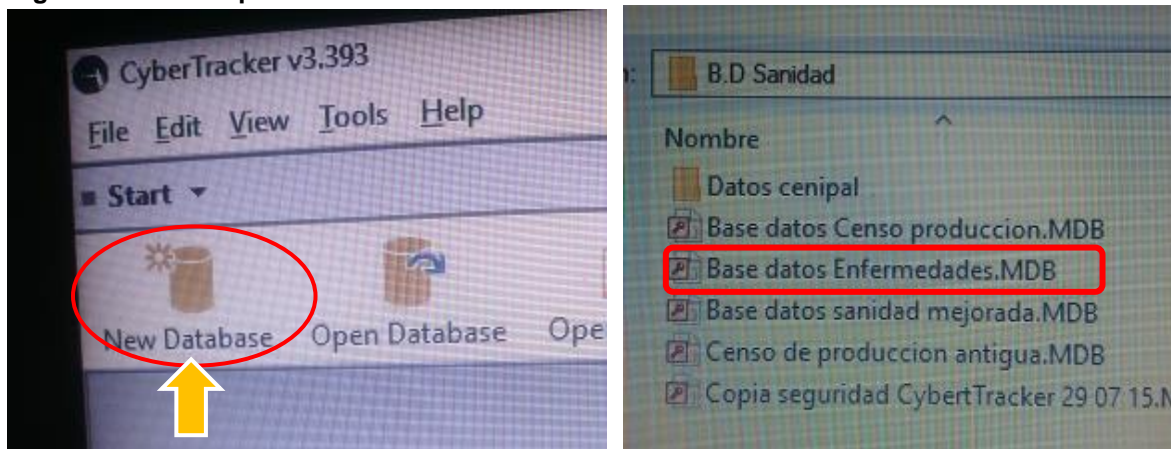 CyberTracker v3.393
File Edit View Tools Help
Start
New Database Open Database Ope
B.D Sanidad
Nombre
Datos cenipal
Base datos Censo produccion.MDB
Base datos Enfermedades.MDB
Base datos sanidad mejorada.MDB
Censo de produccion antigua.MDB
Copia seguridad CybertTracker 29 07 15.M